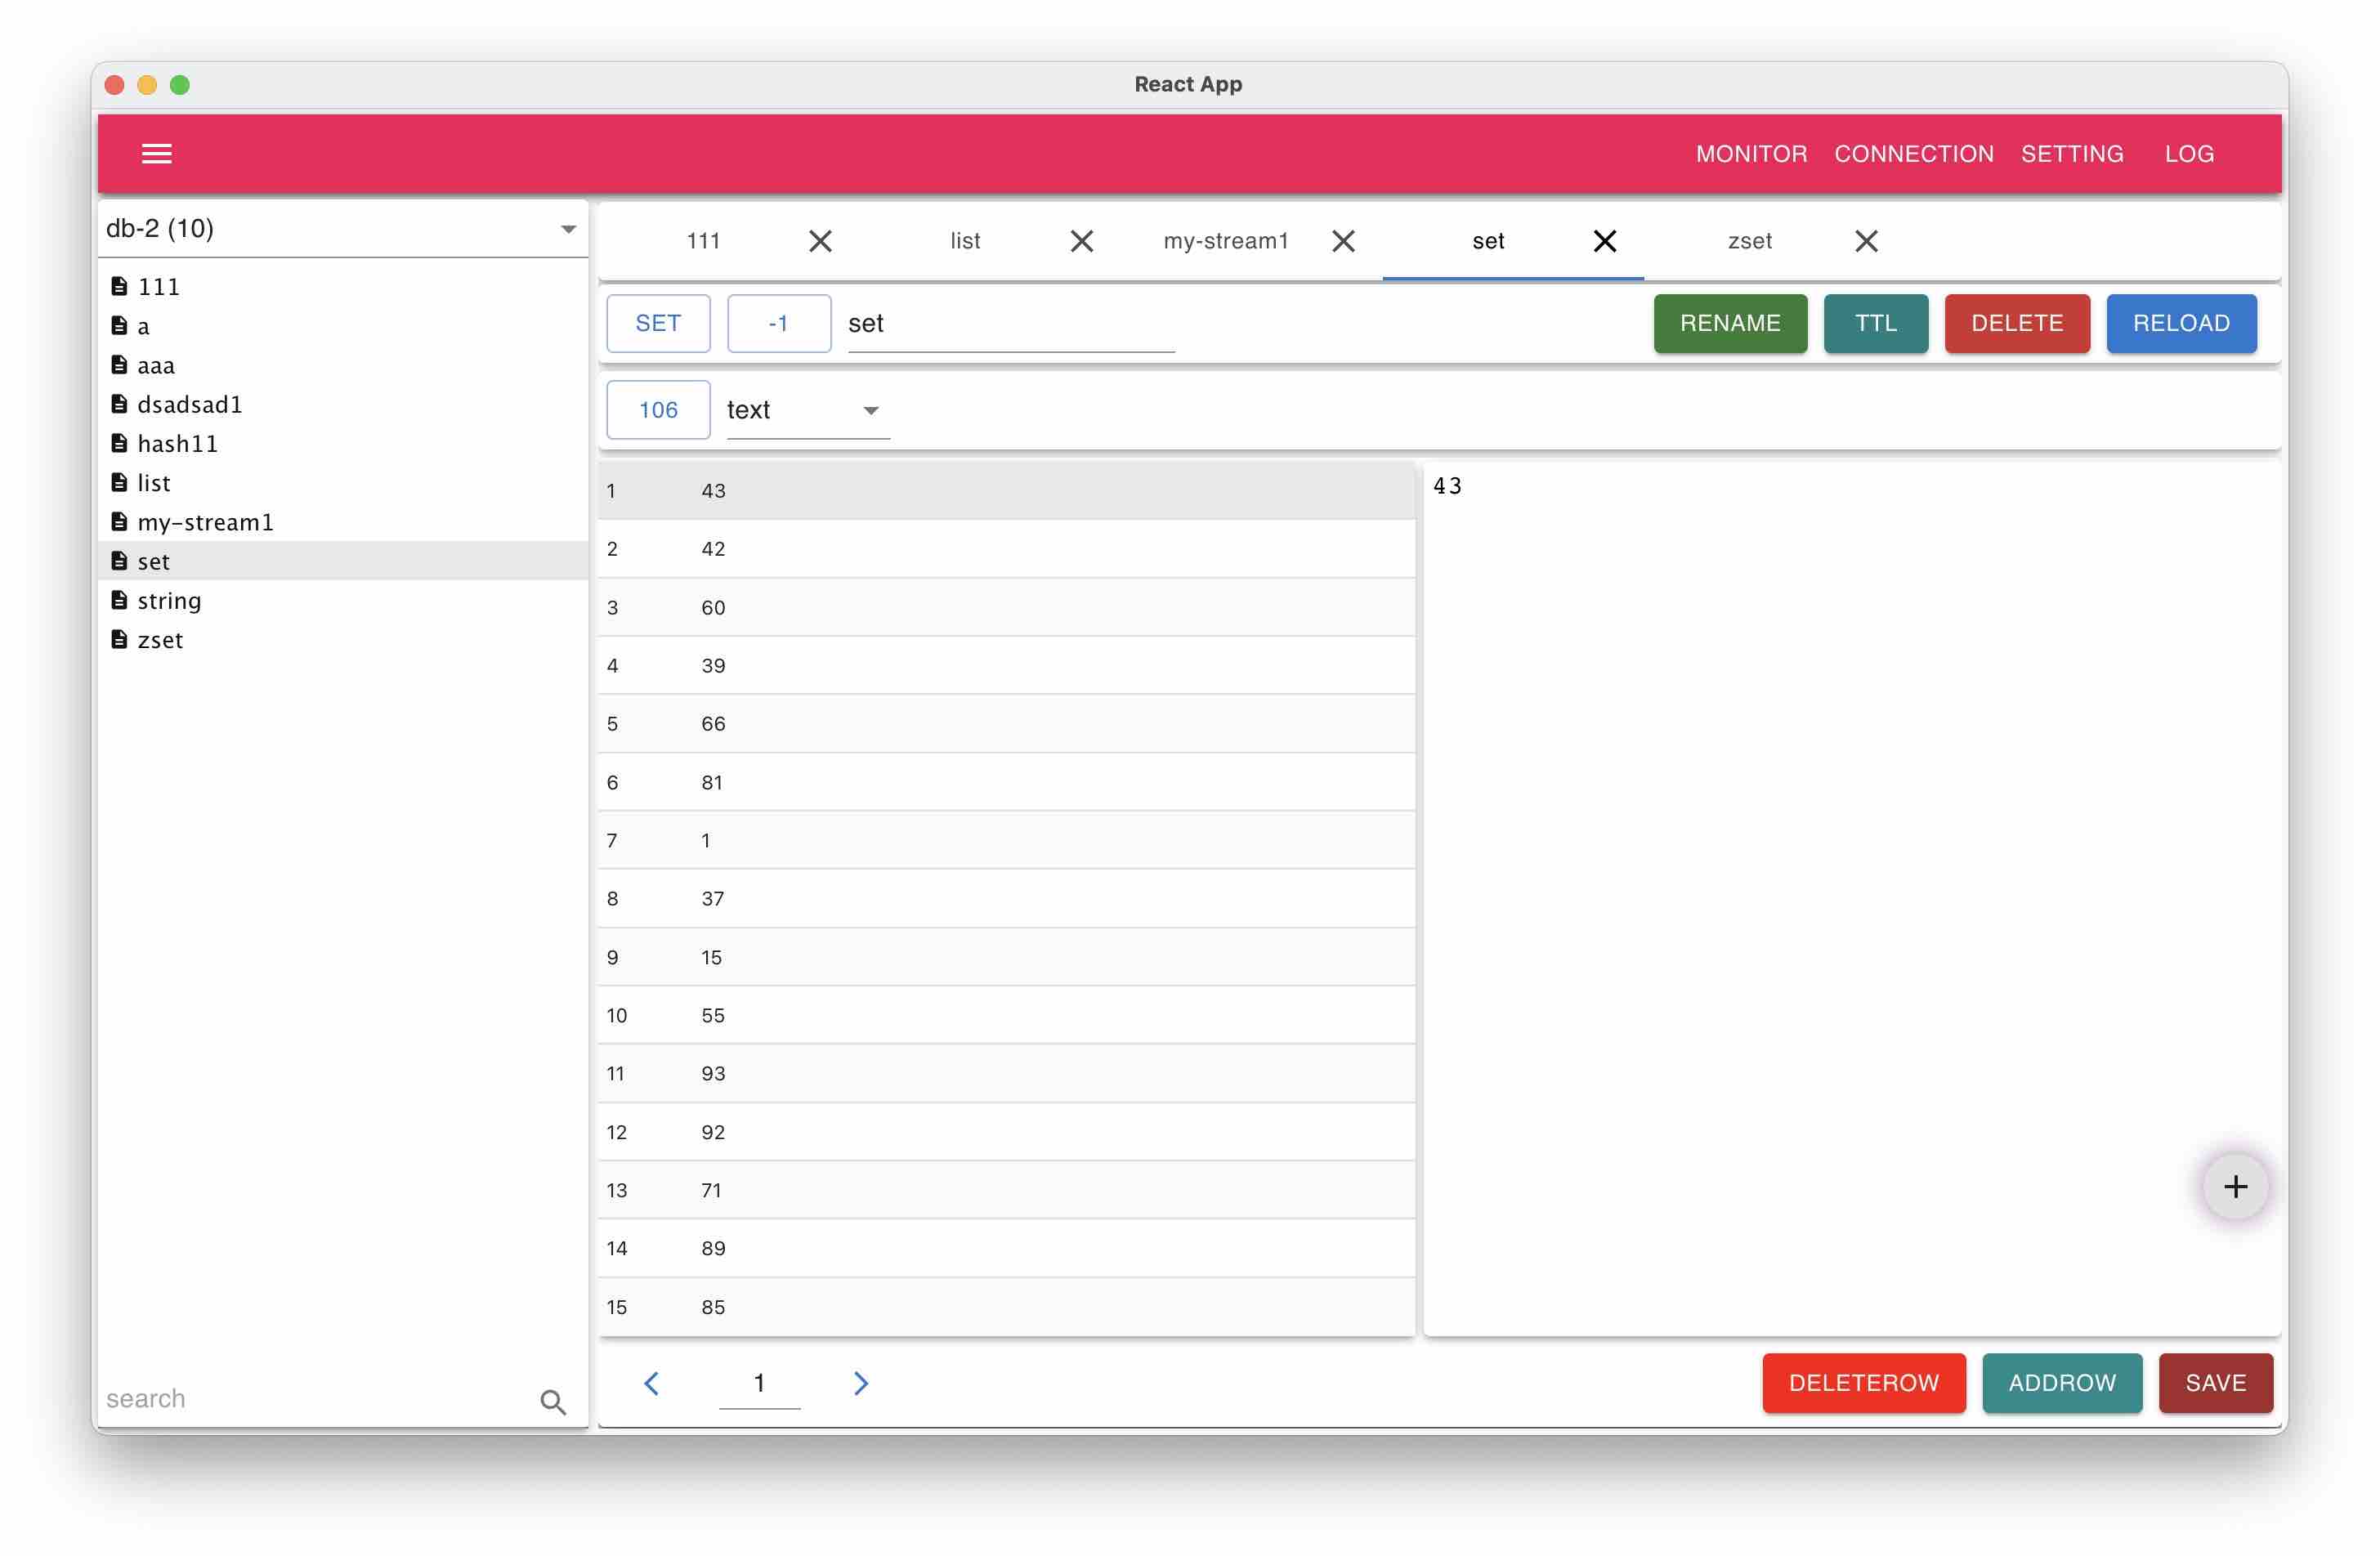 React App
MONITOR CONNECTION SETTING LOG
db-2 (10)
111
a
aaa
dsadsad1
hash11
list
my-stream1
set
string
zset
search
111 list my-stream1 set zset
SET -1 set RENAME TTL DELETE RELOAD
106 text
1 43
2 42
3 60
4 39
5 66
6 81
7 1
8 37
9 15
10 55
11 93
12 92
13 71
14 89
15 85
43
1
DELETEROW ADDROW SAVE